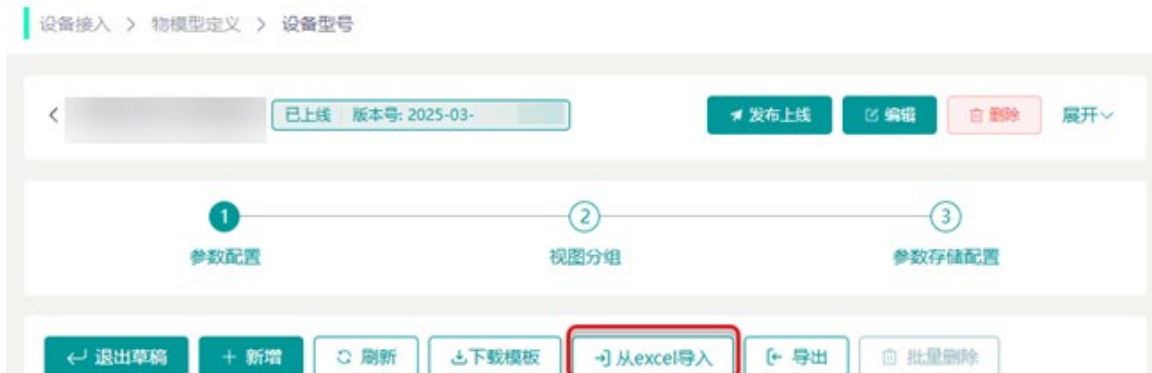 设备接入 > 物模型定义 > 设备型号
已上线 版本号: 2025-03-
发布上线 编辑 删除 展开
1 2 3
参数配置 视图分组 参数存储配置
退出草稿 + 新增 刷新 下载模板 从excel导入 导出 批量删除